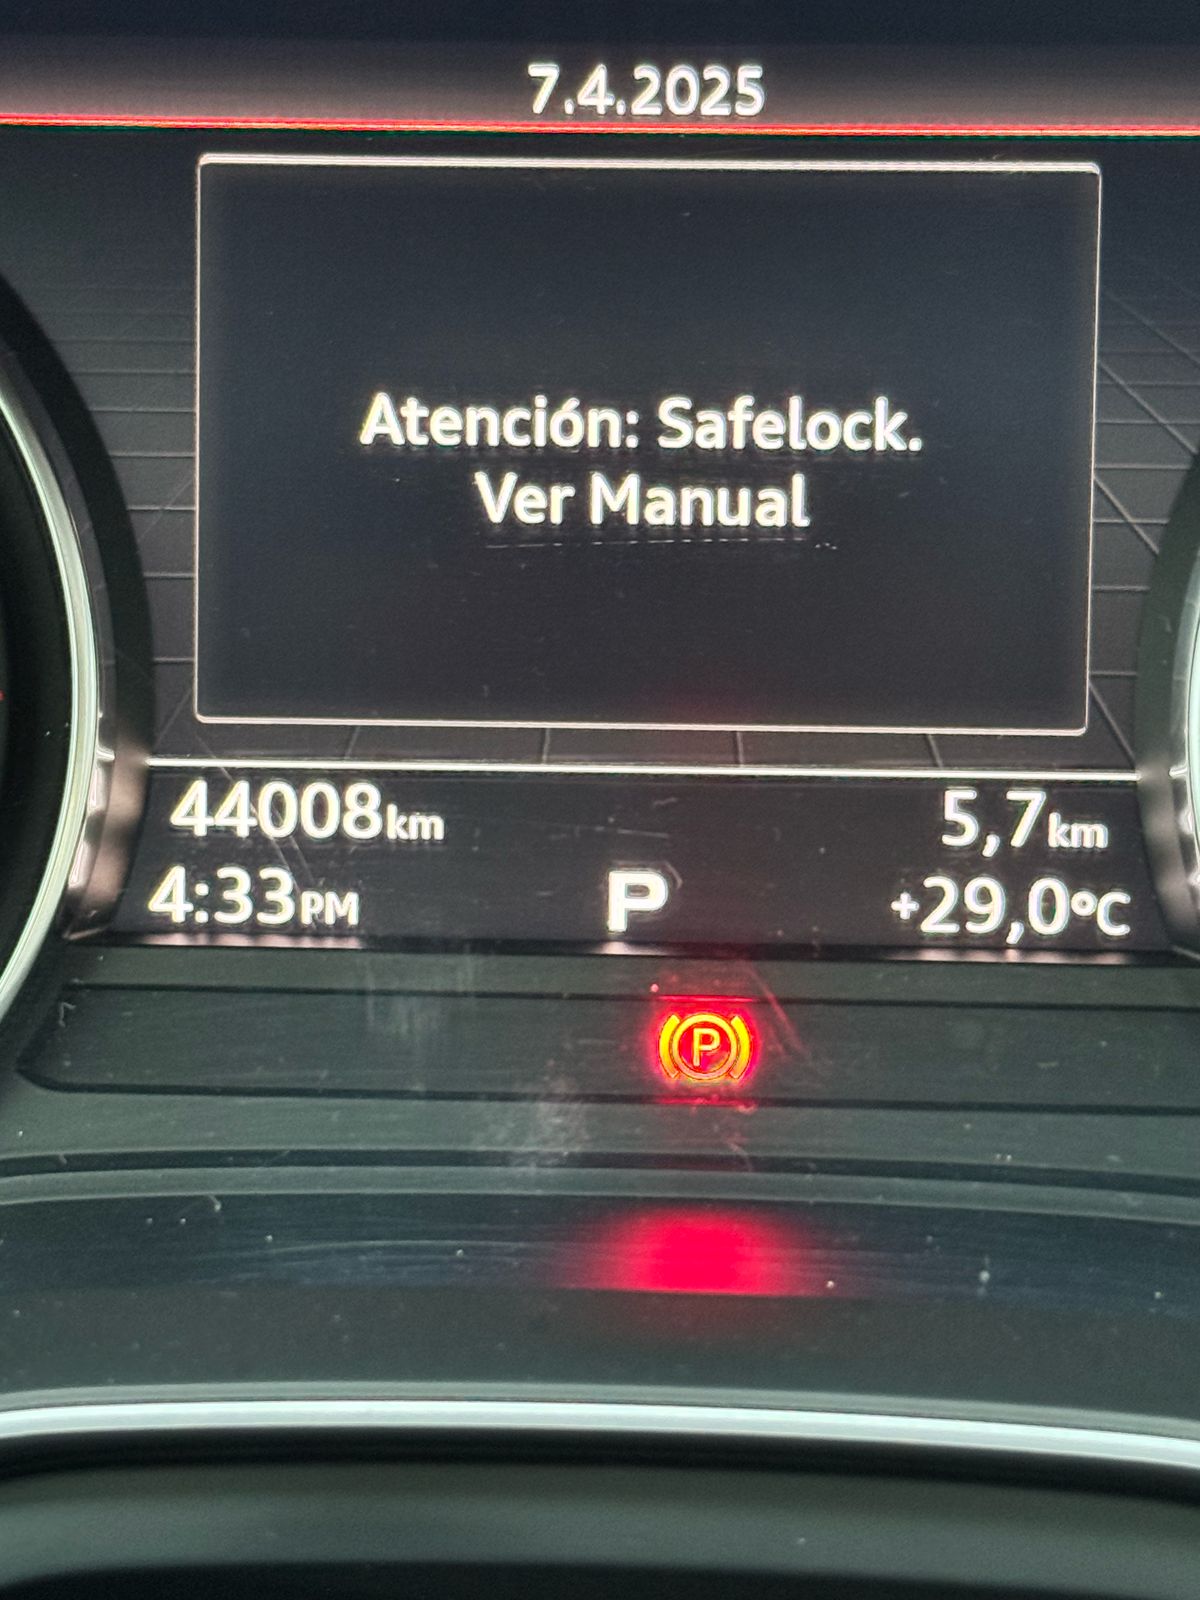 7.4.2025
Atención: Safelock.
Ver Manual
44008km 5,7km
4:33PM P +29,0°C
P